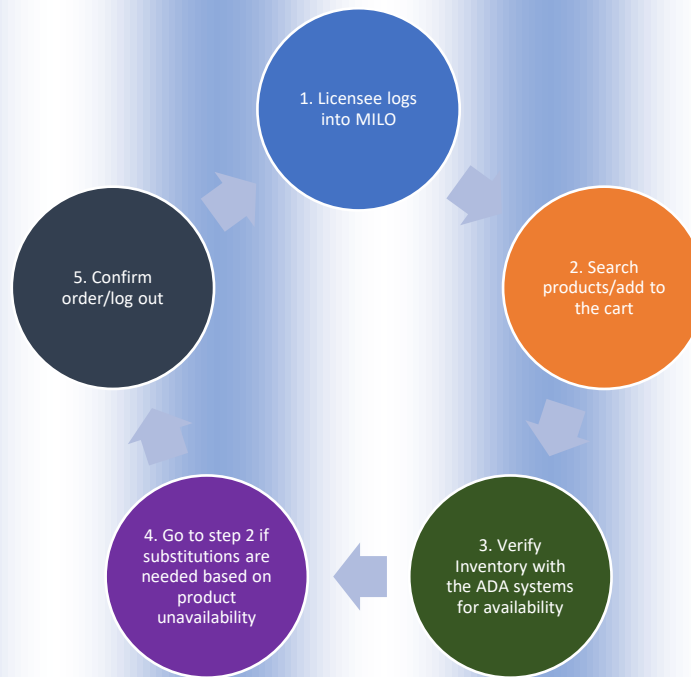 1. Licensee logs
into MILO
2. Search
products/add to
the cart
3. Verify
Inventory with
the ADA systems
for availability
4. Go to step 2 if
substitutions are
needed based on
product
unavailability
5. Confirm
order/log out